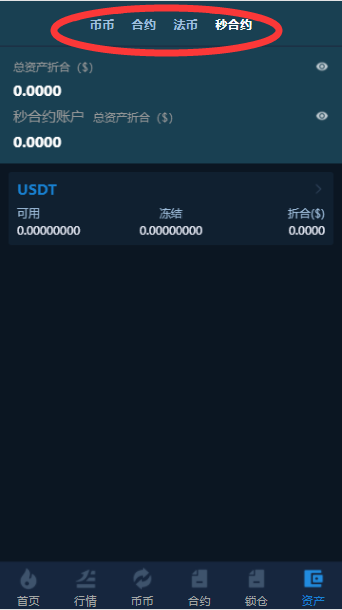 币币 合约 法币 秒合约
总资产折合（$）
0.0000
秒合约账户 总资产折合（$）
0.0000
USDT
可用 冻结 折合($)
0.00000000 0.00000000 0.0000
首页 行情 币币 合约 锁仓 资产